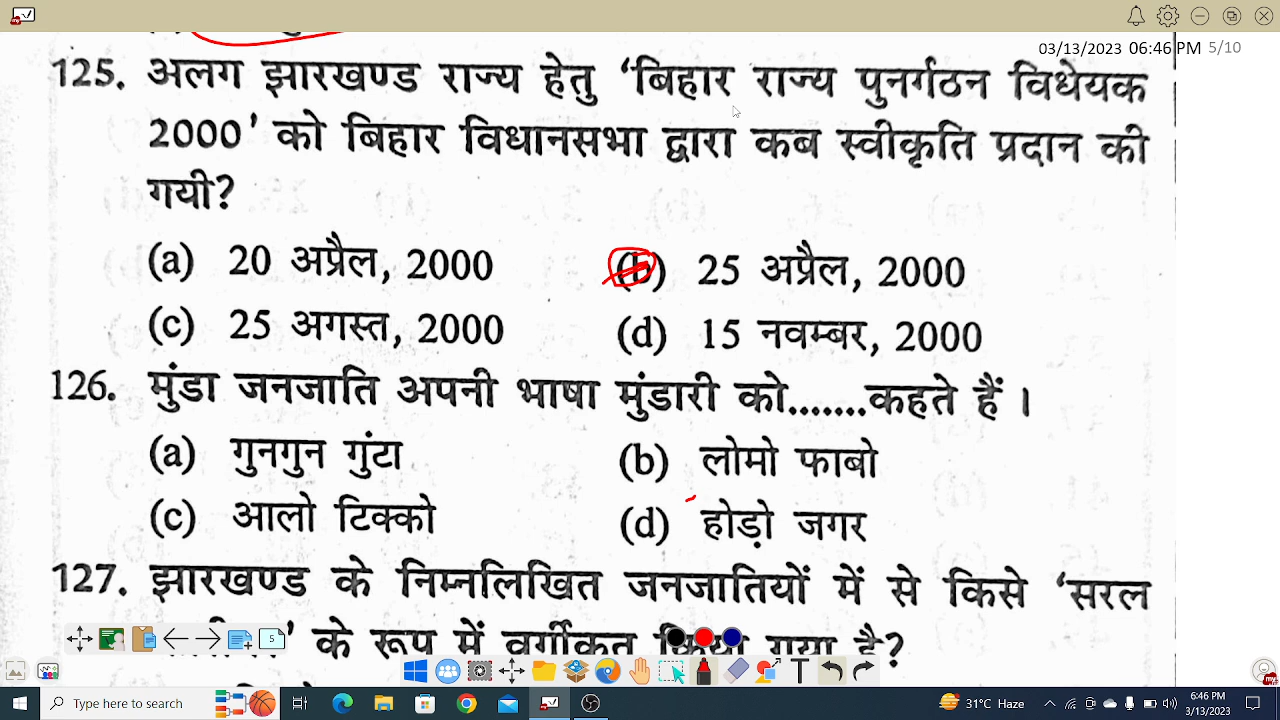 03/13/2023 06:46 PM 5/10
125. अलग झारखण्ड राज्य हेतु ‘बिहार राज्य पुनर्गठन विधेयक
2000’ को बिहार विधानसभा द्वारा कब स्वीकृति प्रदान की
गयी?
(a) 20 अप्रैल, 2000 (b) 25 अप्रैल, 2000
(c) 25 अगस्त, 2000 (d) 15 नवम्बर, 2000
126. मुंडा जनजाति अपनी भाषा मुंडारी को.......कहते हैं ।
(a) गुनगुन गुंटा (b) लोमो फाबो
(c) आलो टिक्को (d) होड़ो जगर
127. झारखण्ड के निम्नलिखित जनजातियों में से किसे ‘सरल
’ के रूप में वर्गीकृत किया गया है?
5
Type here to search
31°C Haze
6:46 PM
3/13/2023